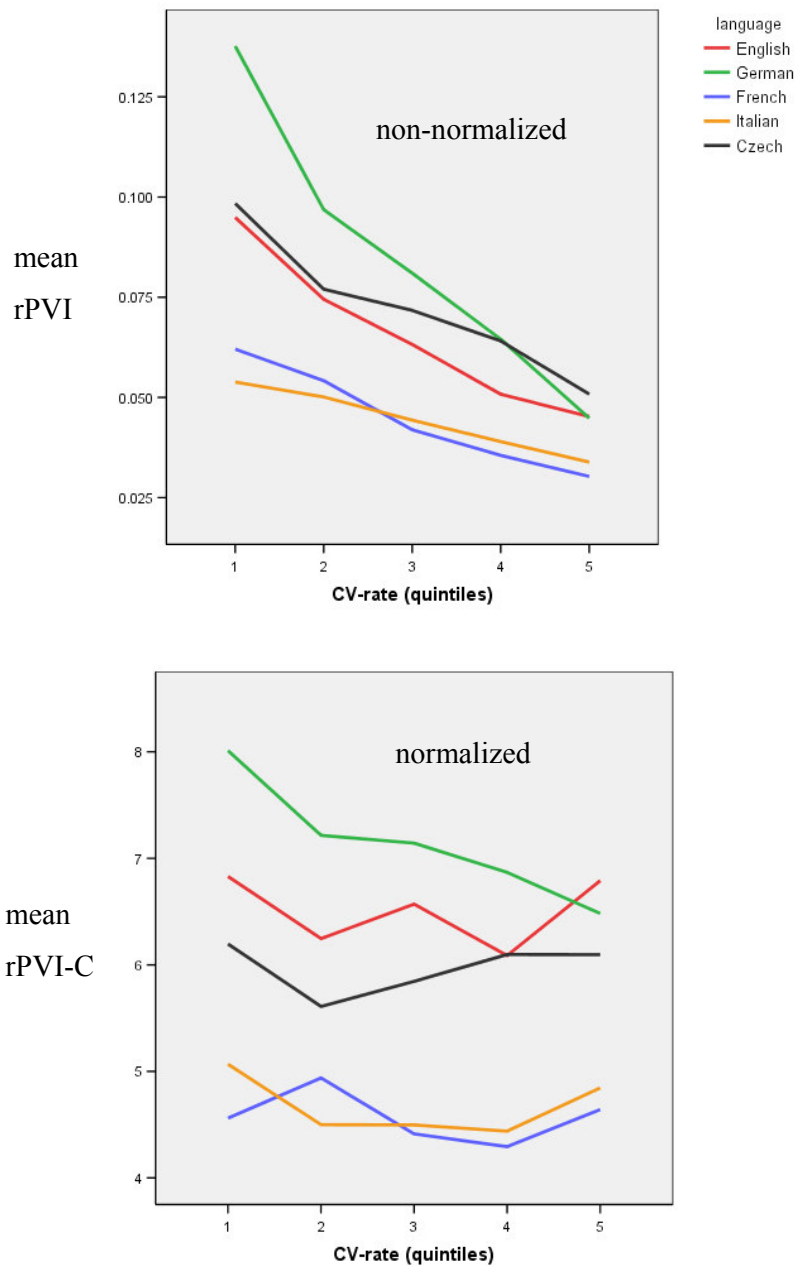 language
English
German
French
Italian
Czech
non-normalized
mean
rPVI
0.125
0.100
0.075
0.050
0.025
1 2 3 4 5
CV-rate (quintiles)
normalized
mean
rPVI-C
8
7
6
5
4
1 2 3 4 5
CV-rate (quintiles)